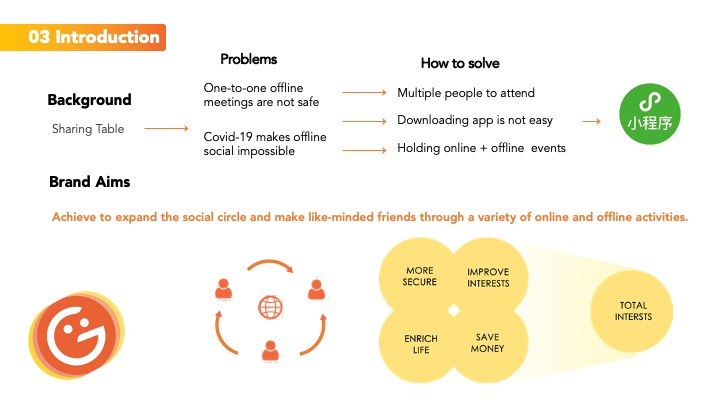 03 Introduction
Problems
How to solve
Background
Sharing Table
One-to-one offline
meetings are not safe
Covid-19 makes offline
social impossible
Multiple people to attend
Downloading app is not easy
Holding online + offline events
小程序
Brand Aims
Achieve to expand the social circle and make like-minded friends through a variety of online and offline activities.
MORE
SECURE
IMPROVE
INTERESTS
ENRICH
LIFE
SAVE
MONEY
TOTAL
INTERSTS